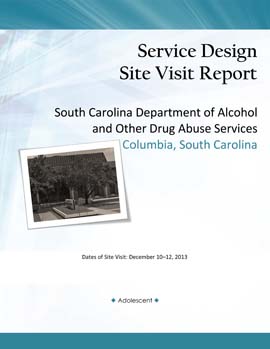 Service Design
Site Visit Report
South Carolina Department of Alcohol
and Other Drug Abuse Services
Columbia, South Carolina
Dates of Site Visit: December 10–12, 2013
◆ Adolescent ◆